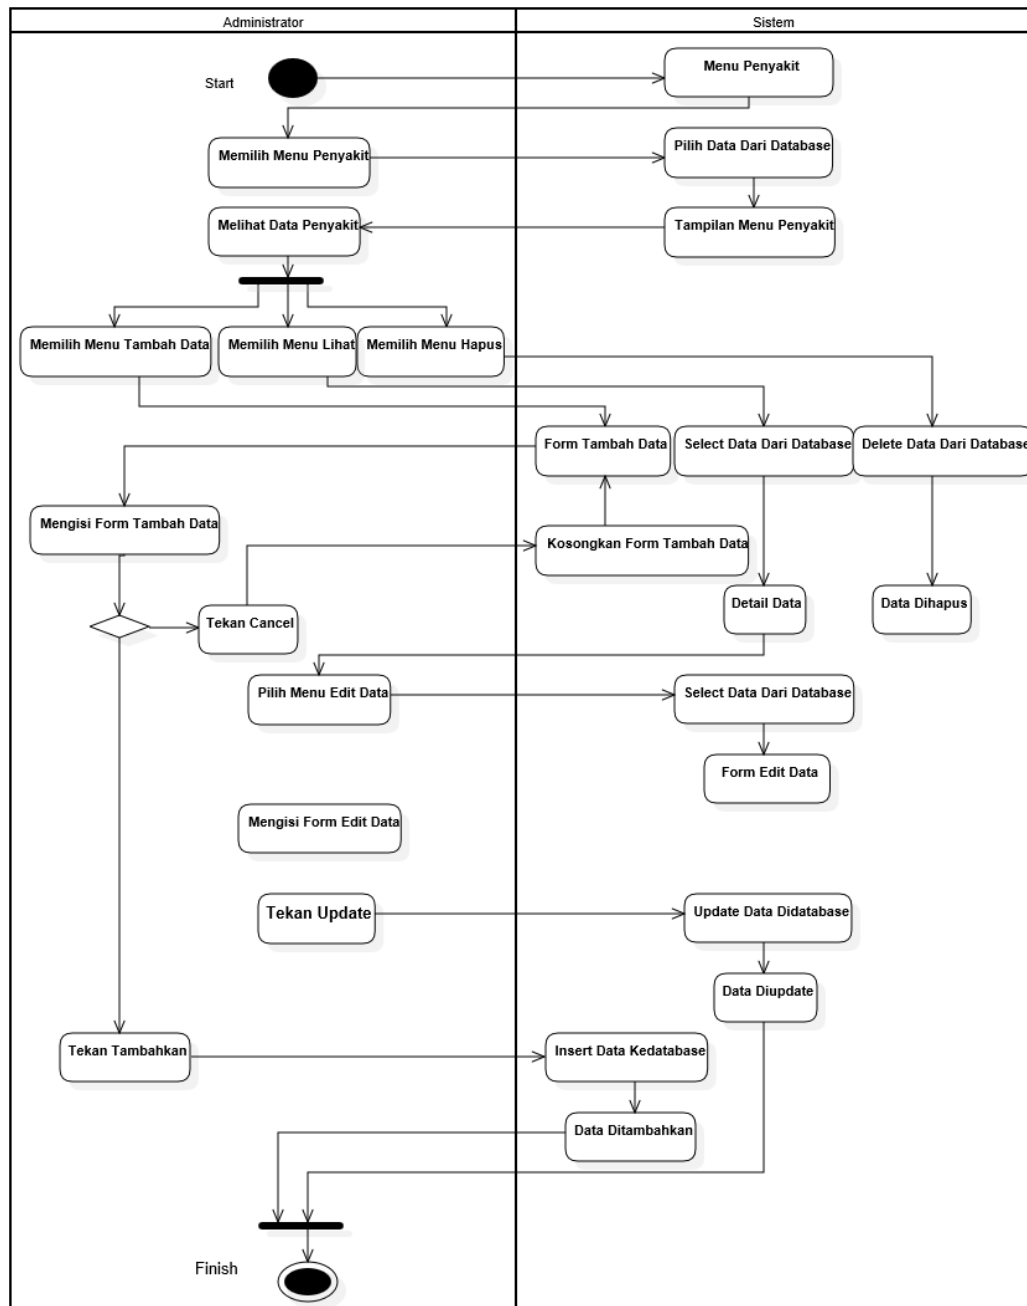 Administrator
Sistem
Start
Menu Penyakit
Memilih Menu Penyakit
Pilih Data Dari Database
Melihat Data Penyakit
Tampilan Menu Penyakit
Memilih Menu Tambah Data
Memilih Menu Lihat
Memilih Menu Hapus
Form Tambah Data
Select Data Dari Database
Delete Data Dari Database
Mengisi Form Tambah Data
Kosongkan Form Tambah Data
Tekan Cancel
Detail Data
Data Dihapus
Pilih Menu Edit Data
Select Data Dari Database
Form Edit Data
Mengisi Form Edit Data
Tekan Update
Update Data Didatabase
Data Diupdate
Tekan Tambahkan
Insert Data Kedatabase
Data Ditambahkan
Finish